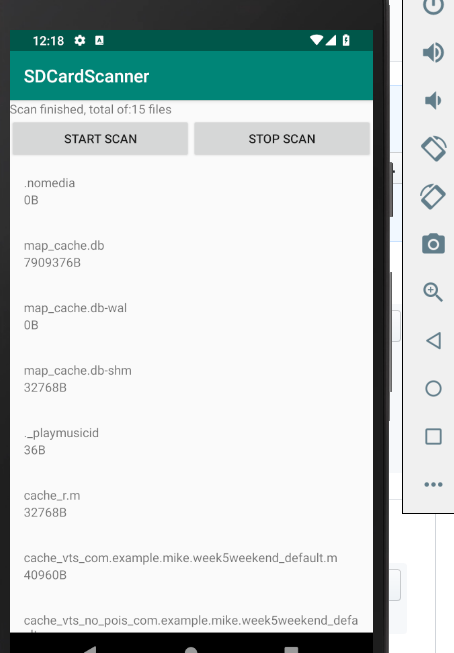 12:18
SDCardScanner
Scan finished, total of:15 files
START SCAN
STOP SCAN
.nomedia
0B
map_cache.db
7909376B
map_cache.db-wal
0B
map_cache.db-shm
32768B
._playmusicid
36B
cache_r.m
32768B
cache_vts_com.example.mike.week5weekend_default.m
40960B
cache_vts_no_pois_com.example.mike.week5weekend_defa